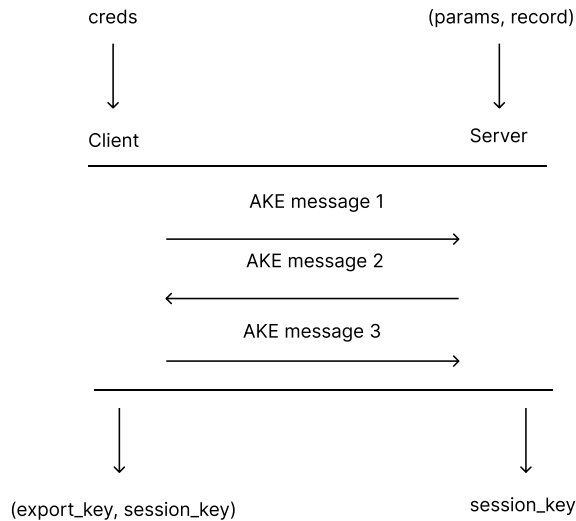 creds
(params, record)
Client
Server
AKE message 1
AKE message 2
AKE message 3
(export_key, session_key)
session_key